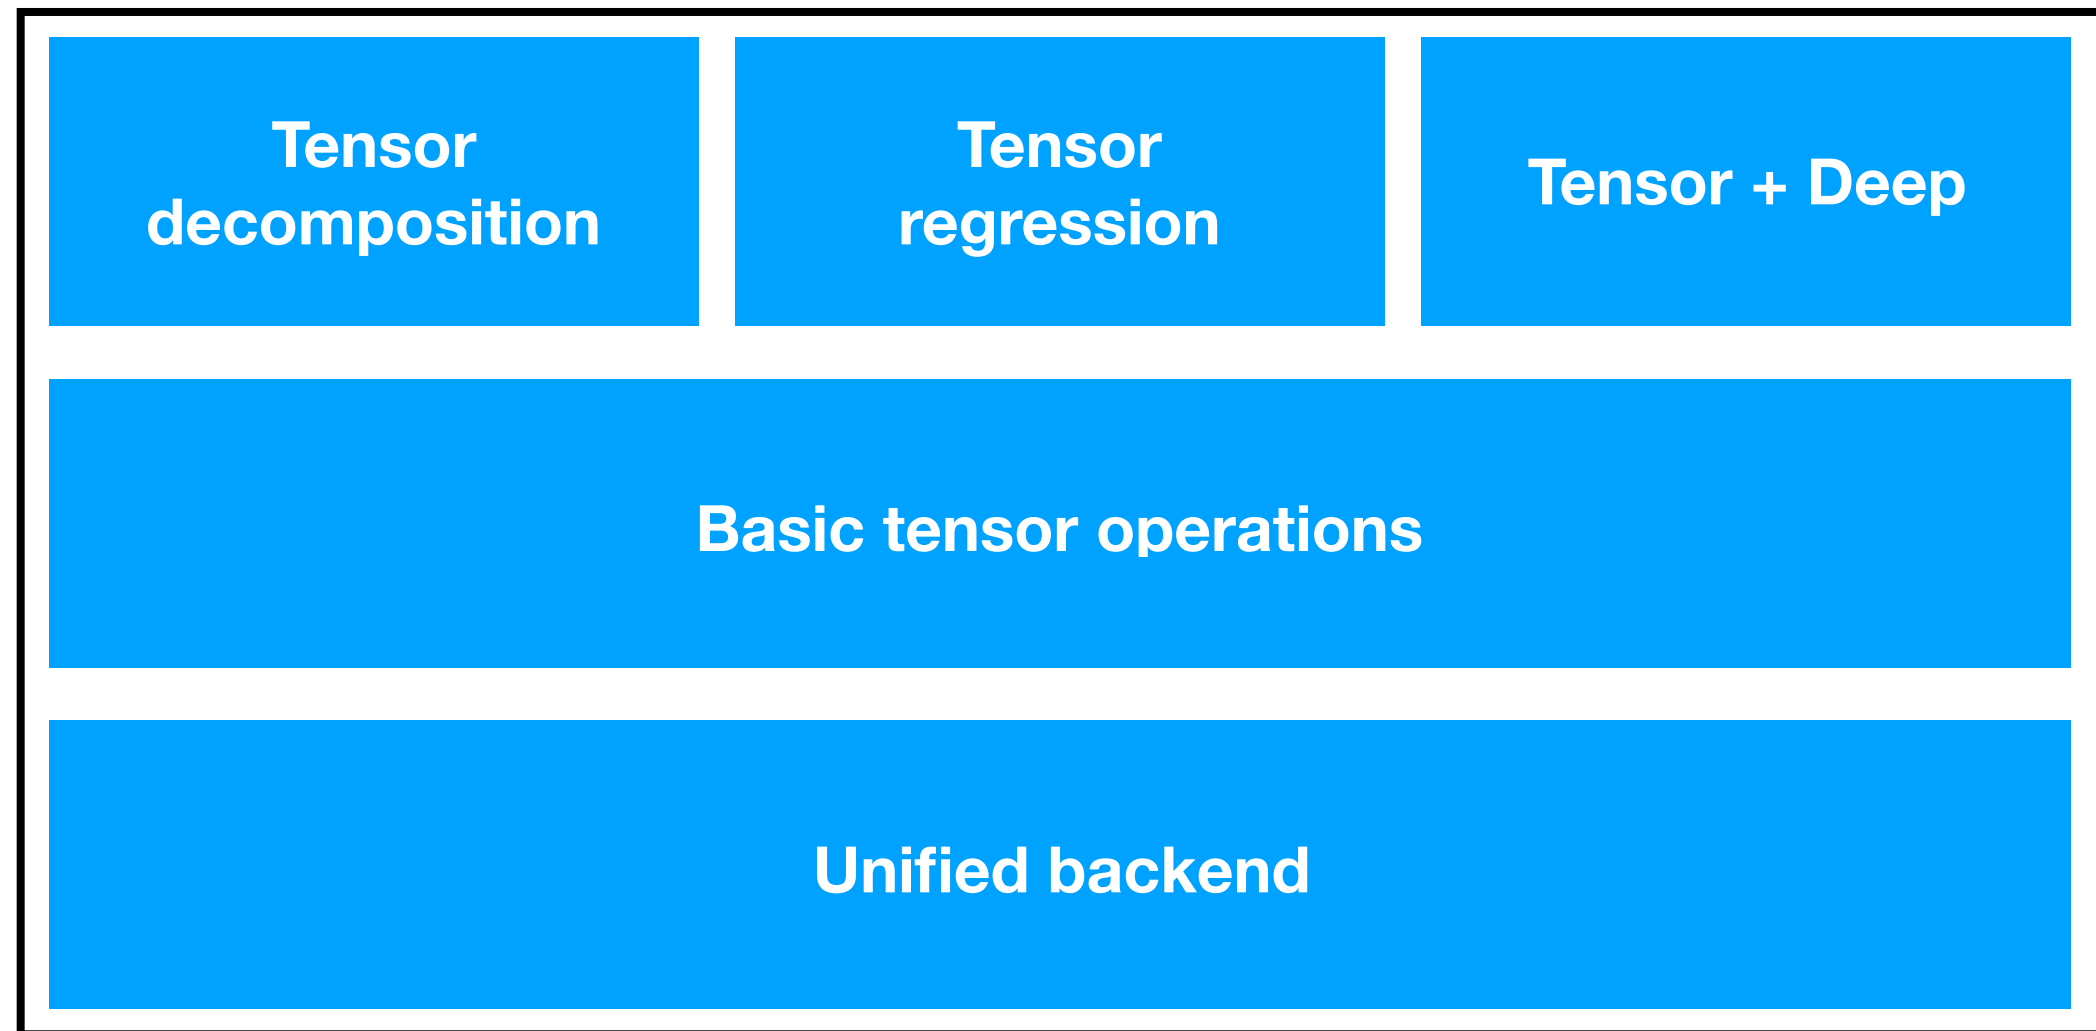 Tensor
decomposition
Tensor
regression
Tensor + Deep
Basic tensor operations
Unified backend